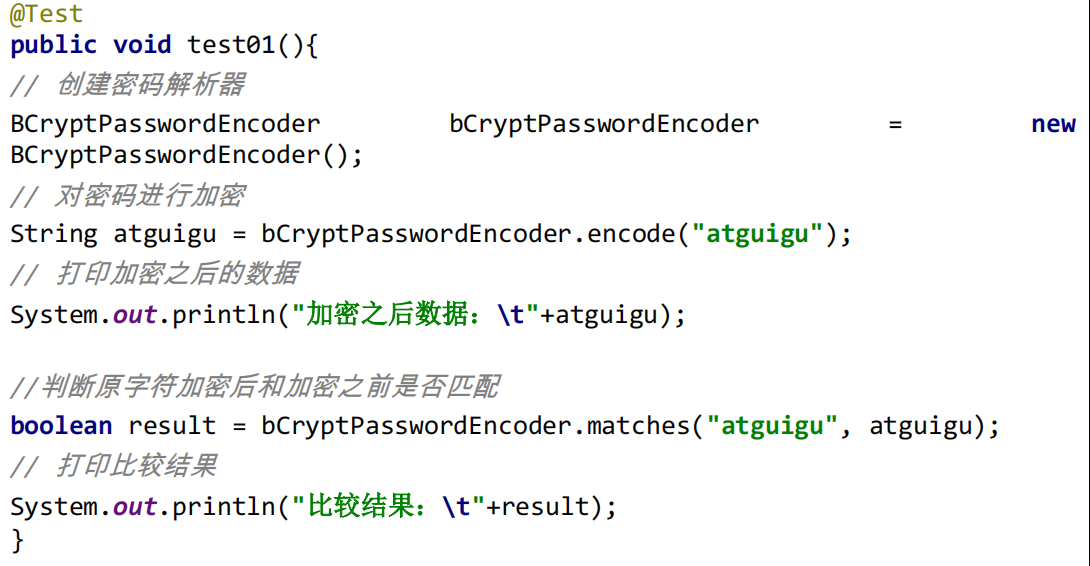 @Test
public void test01(){
// 创建密码解析器
BCryptPasswordEncoder bCryptPasswordEncoder = new
BCryptPasswordEncoder();
// 对密码进行加密
String atguigu = bCryptPasswordEncoder.encode("atguigu");
// 打印加密之后的数据
System.out.println("加密之后数据：\t"+atguigu);
//判断原字符加密后和加密之前是否匹配
boolean result = bCryptPasswordEncoder.matches("atguigu", atguigu);
// 打印比较结果
System.out.println("比较结果：\t"+result);
}